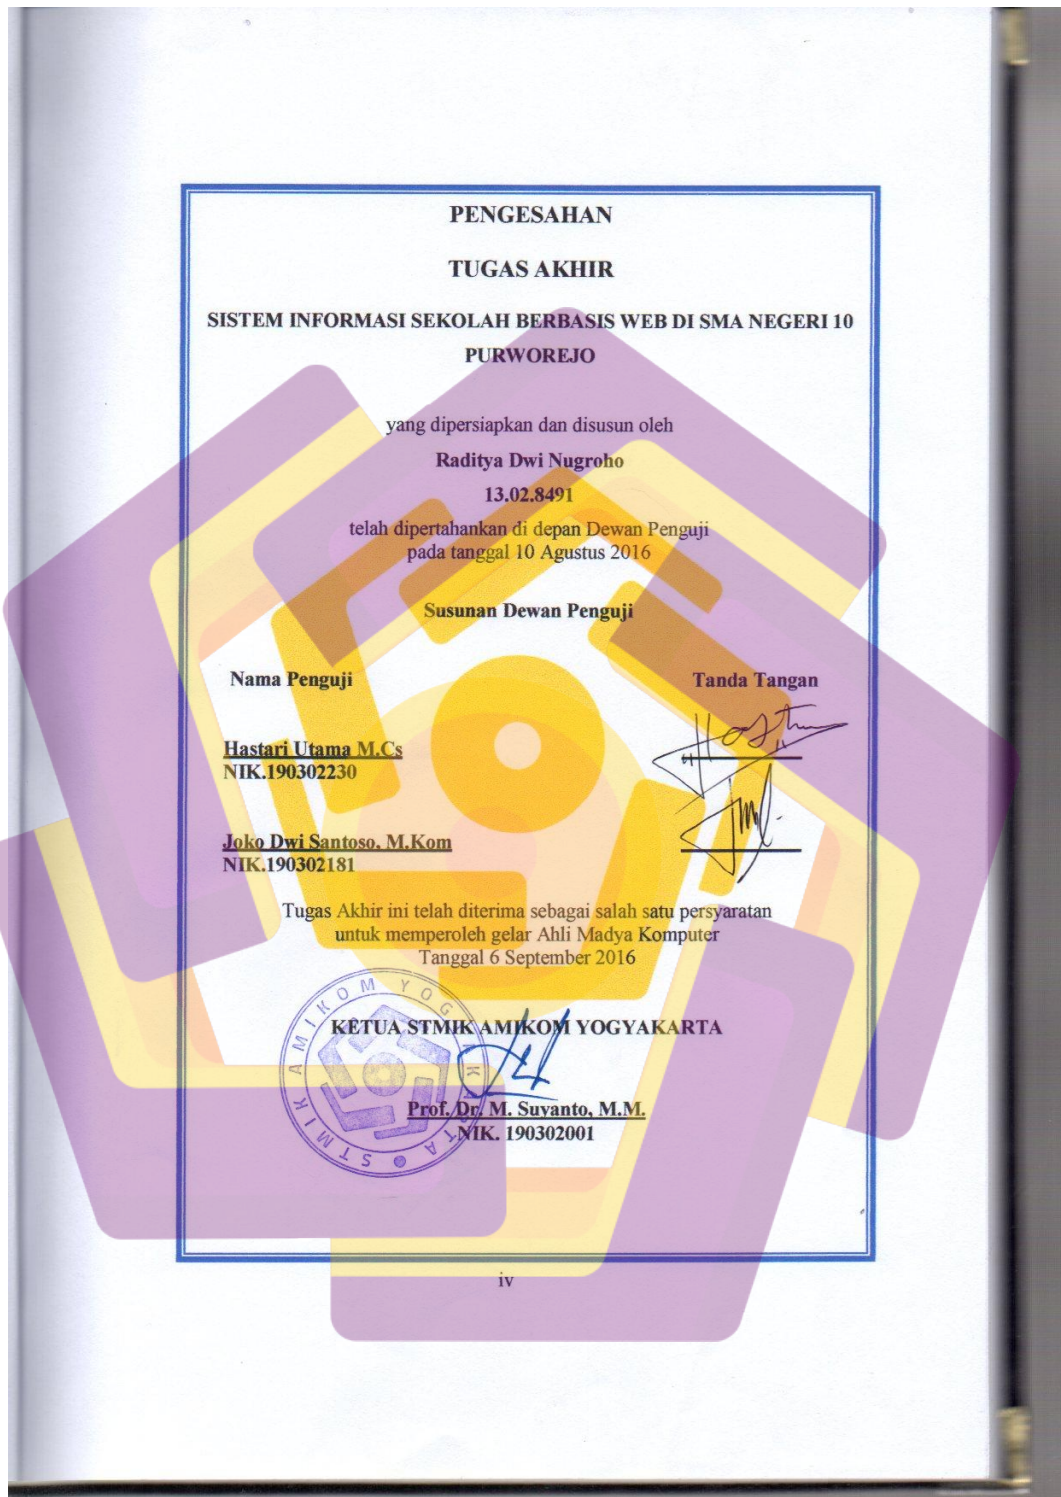 PENGESAHAN
TUGAS AKHIR
SISTEM INFORMASI SEKOLAH BERBASIS WEB DI SMA NEGERI 10
PURWOREJO
yang dipersiapkan dan disusun oleh
Raditya Dwi Nugroho
13.02.8491
telah dipertahankan di depan Dewan Penguji
pada tanggal 10 Agustus 2016
Susunan Dewan Penguji
Nama Penguji Tanda Tangan
Hastari Utama M.Cs
NIK.190302230
Joko Dwi Santoso, M.Kom
NIK.190302181
Tugas Akhir ini telah diterima sebagai salah satu persyaratan
untuk memperoleh gelar Ahli Madya Komputer
Tanggal 6 September 2016
STMIK AMIKOM YOGYAKARTA
KETUA STMIK AMIKOM YOGYAKARTA
Prof. Dr. M. Suyanto, M.M.
NIK. 190302001
iv